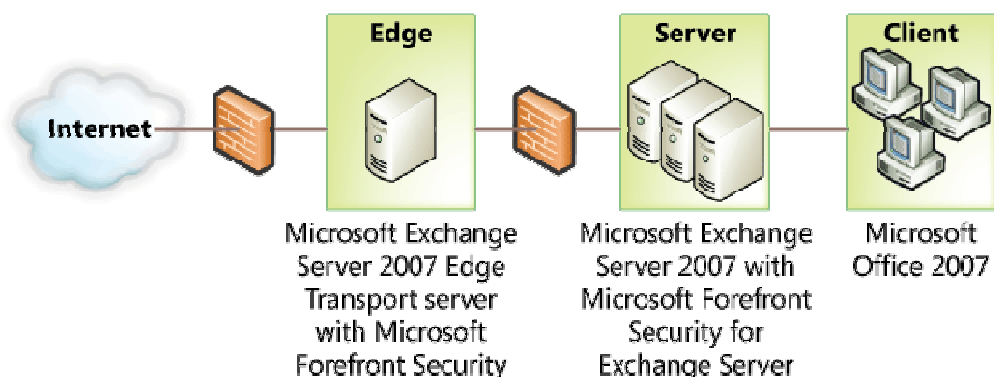 Edge
Server
Client
Internet
Microsoft Exchange
Server 2007 Edge
Transport server
with Microsoft
Forefront Security
Microsoft Exchange
Server 2007 with
Microsoft Forefront
Security for
Exchange Server
Microsoft
Office 2007